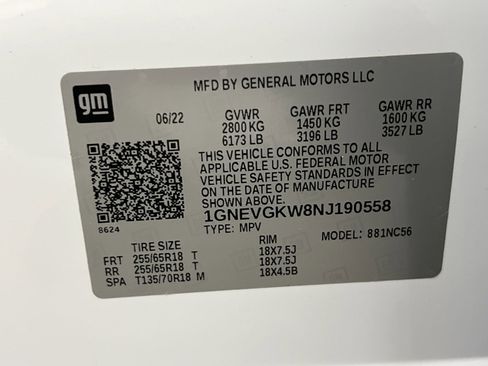 gm
MFD BY GENERAL MOTORS LLC
06/22 GVWR GAWR FRT GAWR RR
2800 KG 1450 KG 1600 KG
6173 LB 3196 LB 3527 LB
THIS VEHICLE CONFORMS TO ALL
APPLICABLE U.S. FEDERAL MOTOR
VEHICLE SAFETY STANDARDS IN EFFECT
ON THE DATE OF MANUFACTURE
SHOWN ABOVE.
1GNEVGKW8NJ190558
8624 TYPE: MPV MODEL: 881NC56
TIRE SIZE RIM
FRT 255/65R18 T 18X7.5J
RR 255/65R18 T 18X7.5J
SPA T135/70R18 M 18X4.5B